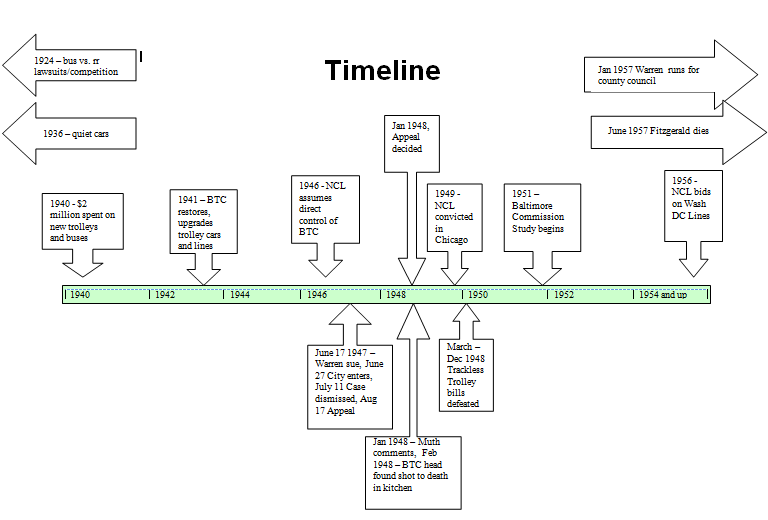 Timeline
1924 – bus vs. rr
lawsuits/competition
1936 – quiet cars
Jan 1957 Warren runs for
county council
June 1957 Fitzgerald dies
1940 - $2
million spent on
new trolleys
and buses
1941 – BTC
restores,
upgrades
trolley cars
and lines
1946 - NCL
assumes
direct
control of
BTC
Jan 1948,
Appeal
decided
1949 -
NCL
convicted
in
Chicago
1951 –
Baltimore
Commission
Study begins
1956 -
NCL bids
on Wash
DC Lines
1940
1942
1944
1946
1948
1950
1952
1954 and up
June 17 1947 –
Warren sue, June
27 City enters,
July 11 Case
dismissed, Aug
17 Appeal
Jan 1948 – Muth
comments, Feb
1948 – BTC head
found shot to death
in kitchen
March –
Dec 1948
Trackless
Trolley
bills
defeated